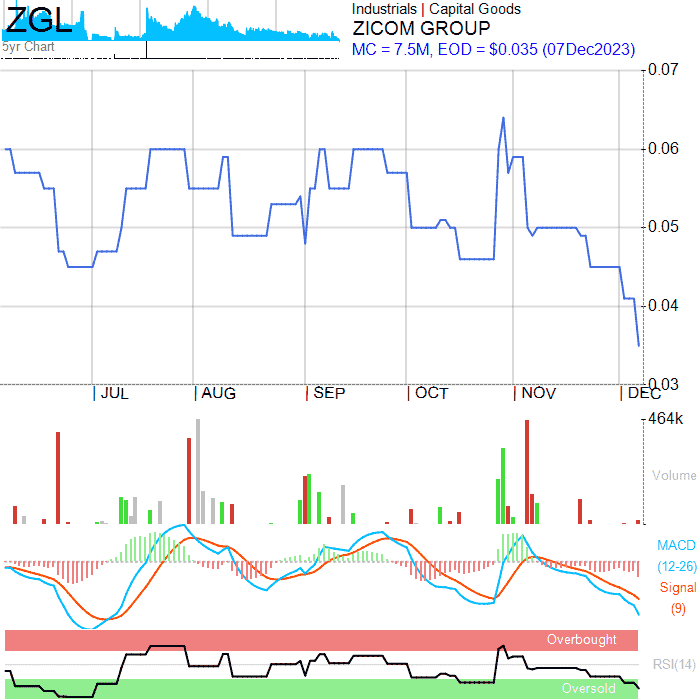 ZGL
5yr Chart
Industrials | Capital Goods
ZICOM GROUP
MC = 7.5M, EOD = $0.035 (07Dec2023)
0.07
0.06
0.05
0.04
0.03
JUL AUG SEP OCT NOV DEC
464k
Volume
MACD
(12-26)
Signal
(9)
Overbought
RSI(14)
Oversold